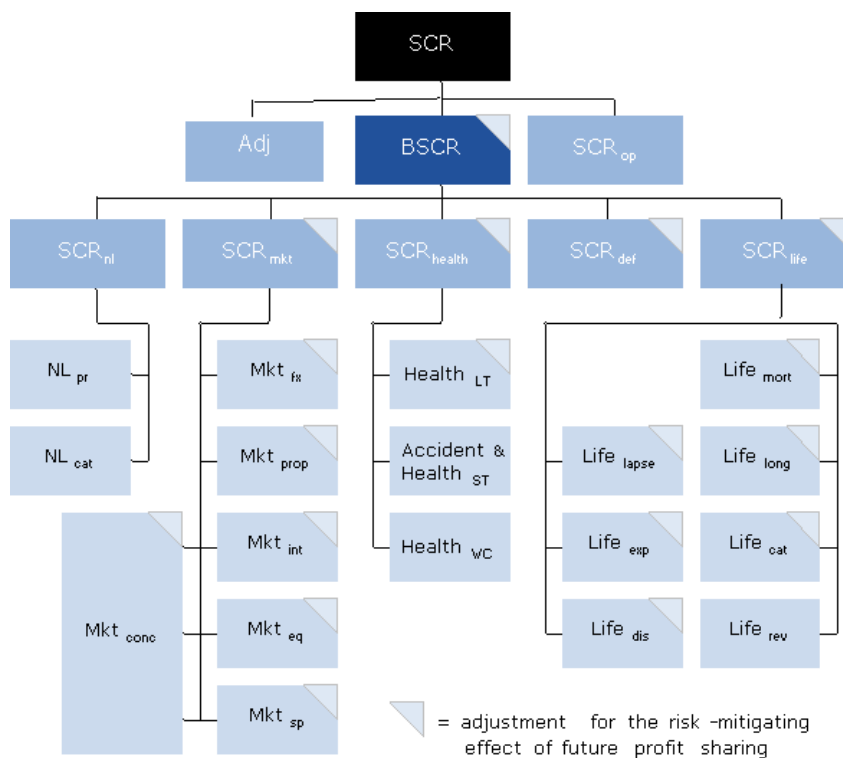 SCR
Adj
BSCR
SCR op
SCR nl
SCR mkt
SCR health
SCR def
SCR life
NL pr
Mkt fx
Health LT
Life mort
NL cat
Mkt prop
Accident &
Health ST
Life lapse
Life long
Mkt conc
Mkt int
Health WC
Life exp
Life cat
Mkt eq
Life dis
Life rev
Mkt sp
= adjustment for the risk -mitigating
effect of future profit sharing